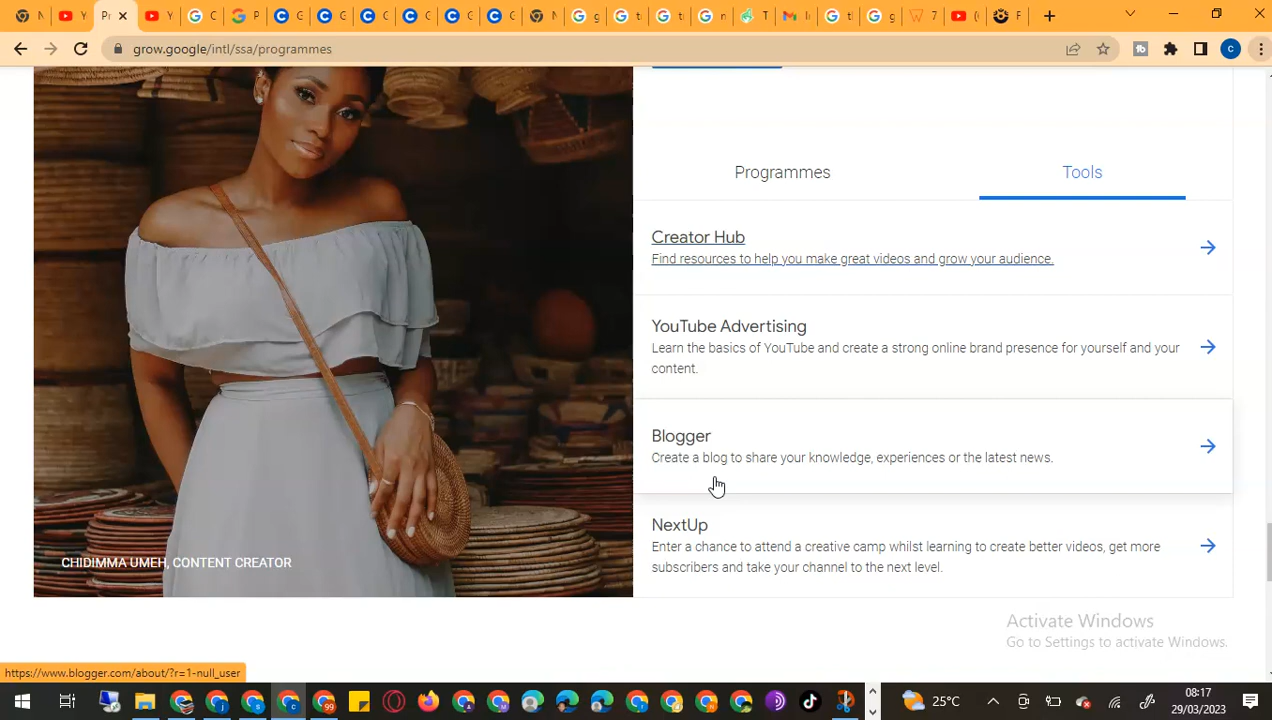 grow.google/intl/ssa/programmes
Programmes
Tools
Creator Hub
Find resources to help you make great videos and grow your audience.
YouTube Advertising
Learn the basics of YouTube and create a strong online brand presence for yourself and your
content.
Blogger
Create a blog to share your knowledge, experiences or the latest news.
NextUp
Enter a chance to attend a creative camp whilst learning to create better videos, get more
subscribers and take your channel to the next level.
CHIDIMMA UMEH, CONTENT CREATOR
Activate Windows
Go to Settings to activate Windows.
https://www.blogger.com/about/?r=1-null_user
25°C
08:17
29/03/2023